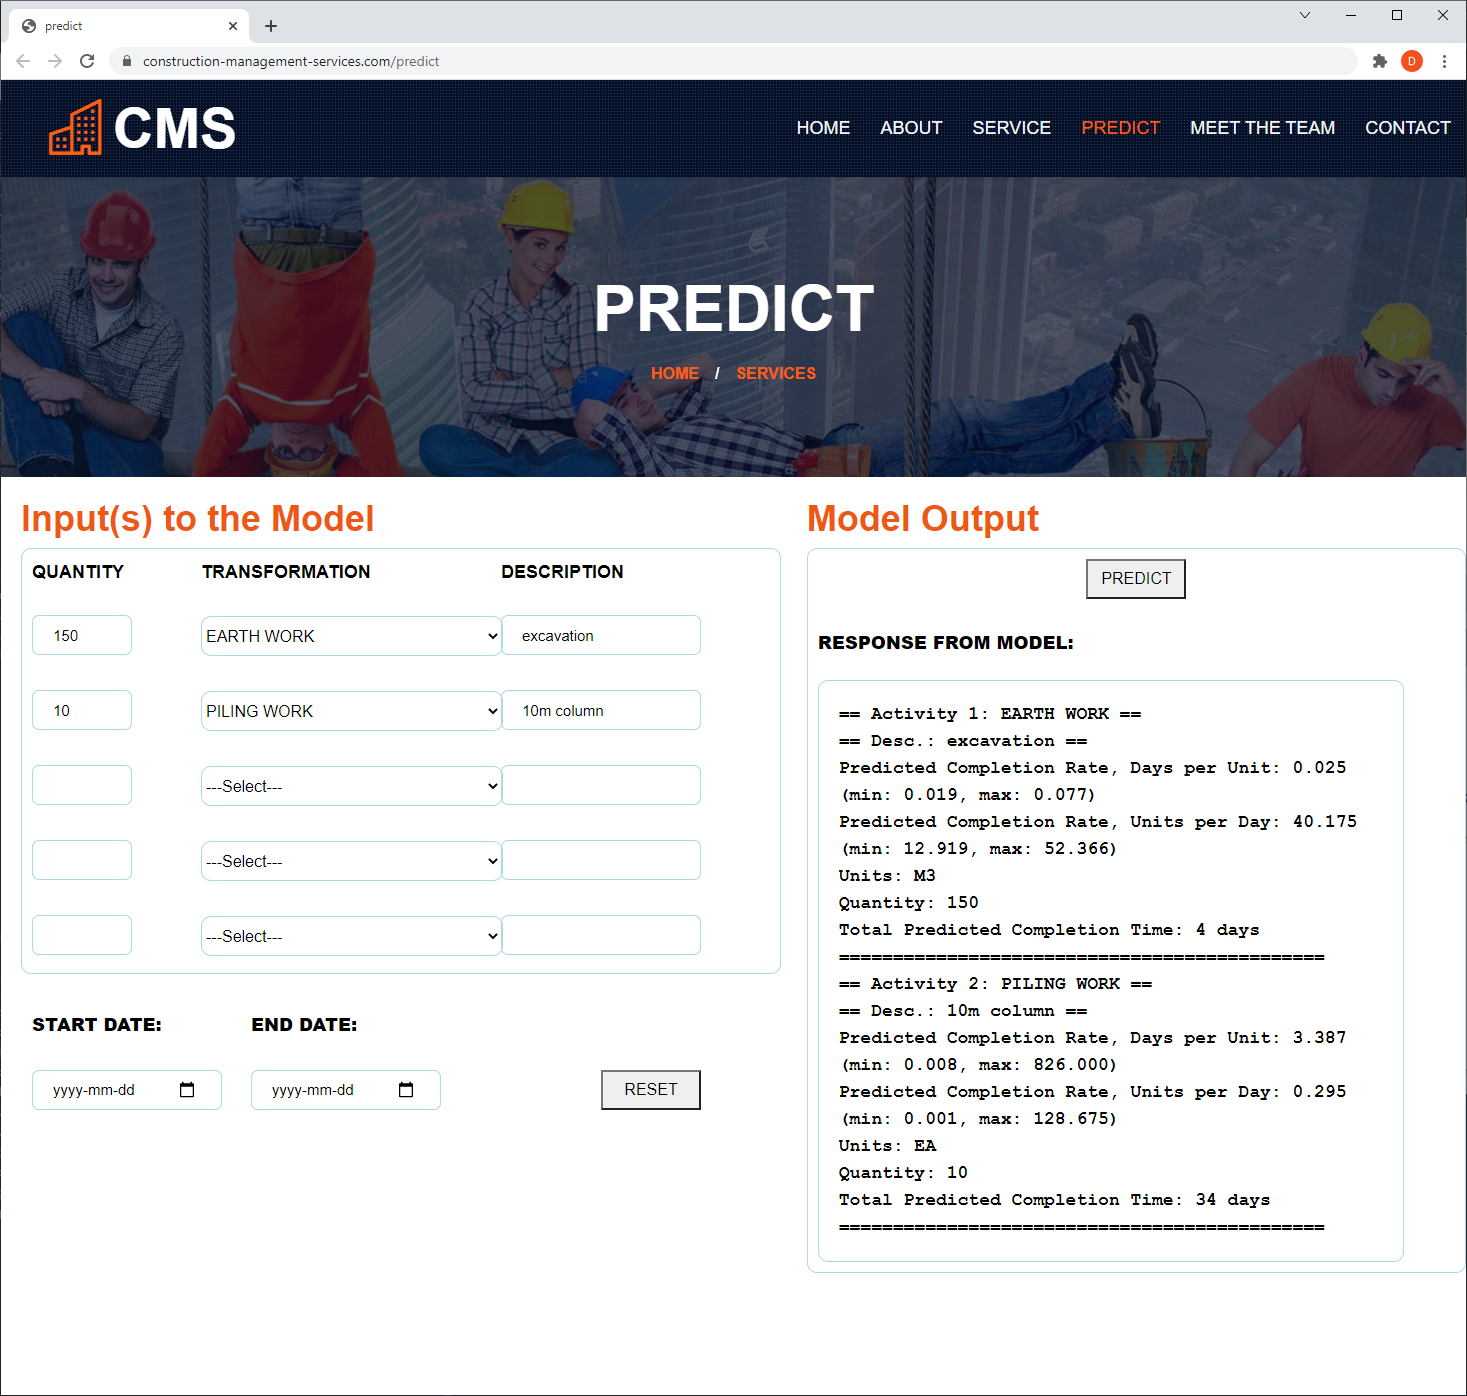 predict
construction-management-services.com/predict
D
CMS
HOME ABOUT SERVICE PREDICT MEET THE TEAM CONTACT
PREDICT
HOME / SERVICES
Input(s) to the Model
QUANTITY TRANSFORMATION DESCRIPTION
150 EARTH WORK excavation
10 PILING WORK 10m column
---Select---
---Select---
---Select---
START DATE: END DATE:
yyyy-mm-dd yyyy-mm-dd RESET
Model Output
PREDICT
RESPONSE FROM MODEL:
== Activity 1: EARTH WORK ==
== Desc.: excavation ==
Predicted Completion Rate, Days per Unit: 0.025
(min: 0.019, max: 0.077)
Predicted Completion Rate, Units per Day: 40.175
(min: 12.919, max: 52.366)
Units: M3
Quantity: 150
Total Predicted Completion Time: 4 days
=============================================
== Activity 2: PILING WORK ==
== Desc.: 10m column ==
Predicted Completion Rate, Days per Unit: 3.387
(min: 0.008, max: 826.000)
Predicted Completion Rate, Units per Day: 0.295
(min: 0.001, max: 128.675)
Units: EA
Quantity: 10
Total Predicted Completion Time: 34 days
=============================================